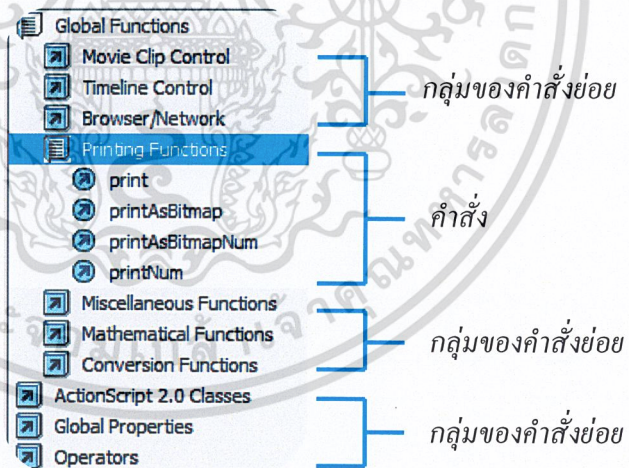 Global Functions
Movie Clip Control
Timeline Control
Browser/Network
กลุ่มของคำสั่งย่อย
Printing Functions
print
printAsBitmap
printAsBitmapNum
printNum
คำสั่ง
Miscellaneous Functions
Mathematical Functions
Conversion Functions
กลุ่มของคำสั่งย่อย
ActionScript 2.0 Classes
Global Properties
Operators
กลุ่มของคำสั่งย่อย